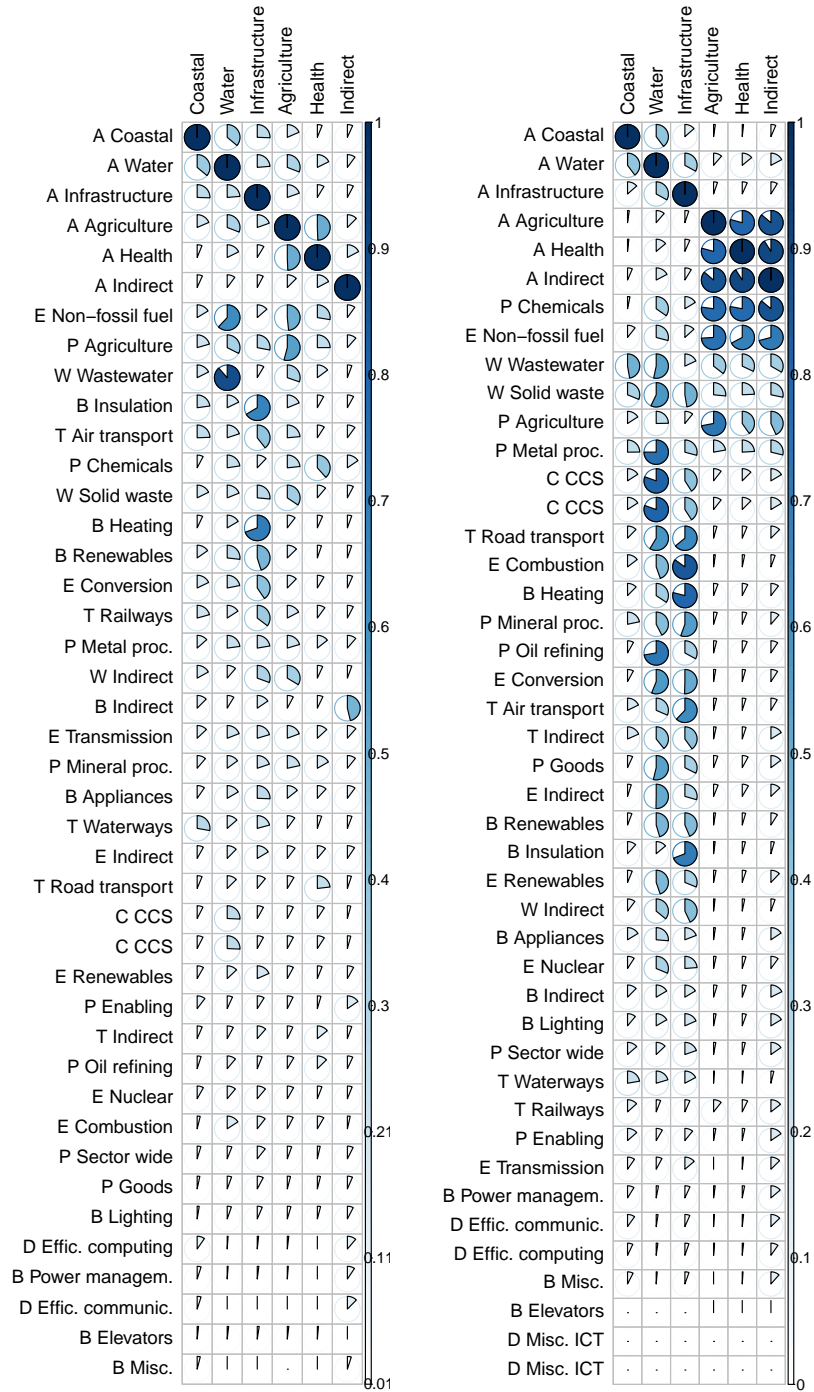 Coastal
Water
Infrastructure
Agriculture
Health
Indirect
A Coastal
A Water
A Infrastructure
A Agriculture
A Health
A Indirect
E Non−fossil fuel
P Agriculture
W Wastewater
B Insulation
T Air transport
P Chemicals
W Solid waste
B Heating
B Renewables
E Conversion
T Railways
P Metal proc.
W Indirect
B Indirect
E Transmission
P Mineral proc.
B Appliances
T Waterways
E Indirect
T Road transport
C CCS
C CCS
E Renewables
P Enabling
T Indirect
P Oil refining
E Nuclear
E Combustion
P Sector wide
P Goods
B Lighting
D Effic. computing
B Power managem.
D Effic. communic.
B Elevators
B Misc.
1
0.9
0.8
0.7
0.6
0.5
0.4
0.3
0.21
0.11
0.01
Coastal
Water
Infrastructure
Agriculture
Health
Indirect
A Coastal
A Water
A Infrastructure
A Agriculture
A Health
A Indirect
P Chemicals
E Non−fossil fuel
W Wastewater
W Solid waste
P Agriculture
P Metal proc.
C CCS
C CCS
T Road transport
E Combustion
B Heating
P Mineral proc.
P Oil refining
E Conversion
T Air transport
T Indirect
P Goods
E Indirect
B Renewables
B Insulation
E Renewables
W Indirect
B Appliances
E Nuclear
B Indirect
B Lighting
P Sector wide
T Waterways
T Railways
P Enabling
E Transmission
B Power managem.
D Effic. communic.
D Effic. computing
B Misc.
B Elevators
D Misc. ICT
D Misc. ICT
1
0.9
0.8
0.7
0.6
0.5
0.4
0.3
0.2
0.1
0